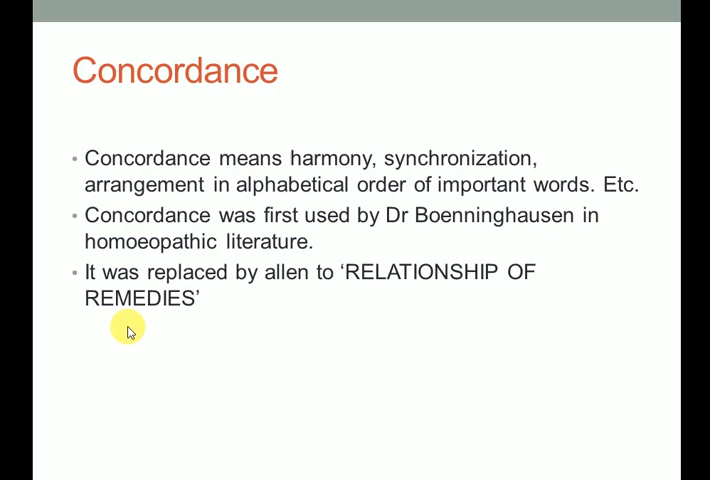 Concordance
• Concordance means harmony, synchronization,
arrangement in alphabetical order of important words. Etc.
• Concordance was first used by Dr Boenninghausen in
homoeopathic literature.
• It was replaced by allen to ‘RELATIONSHIP OF
REMEDIES’